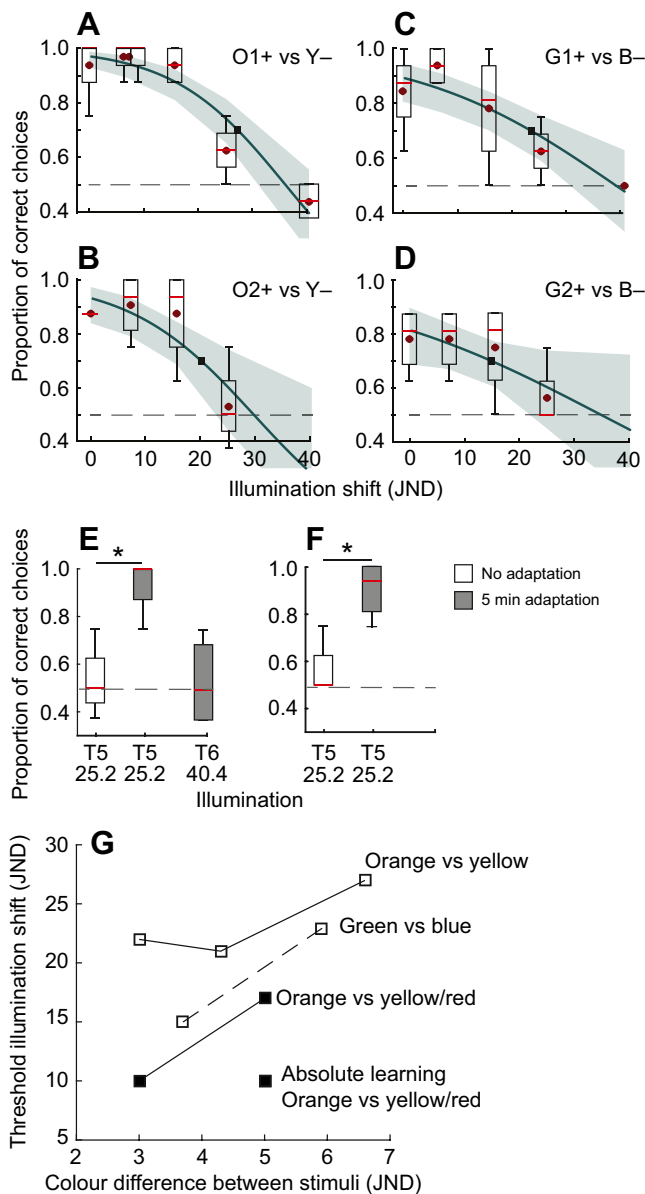 A
O1+ vs Y–
C
G1+ vs B–
1.0
0.8
0.6
0.4
1.0
0.8
0.6
0.4
B
O2+ vs Y–
D
G2+ vs B–
1.0
0.8
0.6
0.4
1.0
0.8
0.6
0.4
Proportion of correct choices
0 10 20 30 40
0 10 20 30 40
Illumination shift (JND)
E
*
F
*
No adaptation
5 min adaptation
1.0
0.8
0.6
0.4
1.0
0.8
0.6
0.4
Proportion of correct choices
T5 T5 T6
25.2 25.2 40.4
T5 T5
25.2 25.2
Illumination
G
30
25
20
15
10
5
Threshold illumination shift (JND)
Orange vs yellow
Green vs blue
Orange vs yellow/red
Absolute learning
Orange vs yellow/red
2 3 4 5 6 7
Colour difference between stimuli (JND)